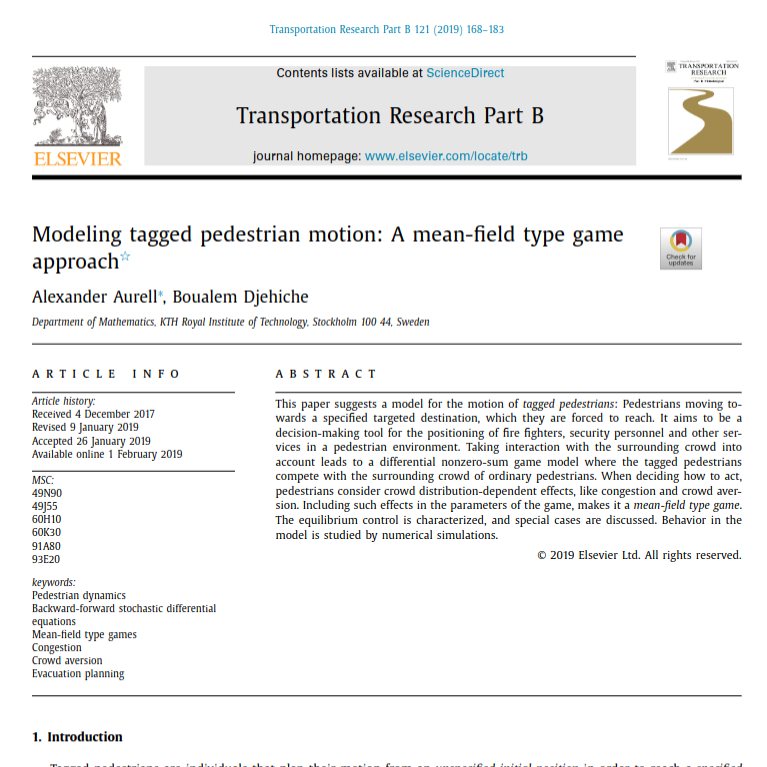 Transportation Research Part B 121 (2019) 168–183
Contents lists available at ScienceDirect
Transportation Research Part B
journal homepage: www.elsevier.com/locate/trb
ELSEVIER
TRANSPORTATION
RESEARCH
Modeling tagged pedestrian motion: A mean-field type game
approach☆
Check for
updates
Alexander Aurell*, Boualem Djehiche
Department of Mathematics, KTH Royal Institute of Technology, Stockholm 100 44, Sweden
ARTICLE INFO
Article history:
Received 4 December 2017
Revised 9 January 2019
Accepted 26 January 2019
Available online 1 February 2019
MSC:
49N90
49J55
60H10
60K30
91A80
93E20
keywords:
Pedestrian dynamics
Backward-forward stochastic differential
equations
Mean-field type games
Congestion
Crowd aversion
Evacuation planning
ABSTRACT
This paper suggests a model for the motion of tagged pedestrians: Pedestrians moving to-
wards a specified targeted destination, which they are forced to reach. It aims to be a
decision-making tool for the positioning of fire fighters, security personnel and other ser-
vices in a pedestrian environment. Taking interaction with the surrounding crowd into
account leads to a differential nonzero-sum game model where the tagged pedestrians
compete with the surrounding crowd of ordinary pedestrians. When deciding how to act,
pedestrians consider crowd distribution-dependent effects, like congestion and crowd aver-
sion. Including such effects in the parameters of the game, makes it a mean-field type game.
The equilibrium control is characterized, and special cases are discussed. Behavior in the
model is studied by numerical simulations.
© 2019 Elsevier Ltd. All rights reserved.
1. Introduction